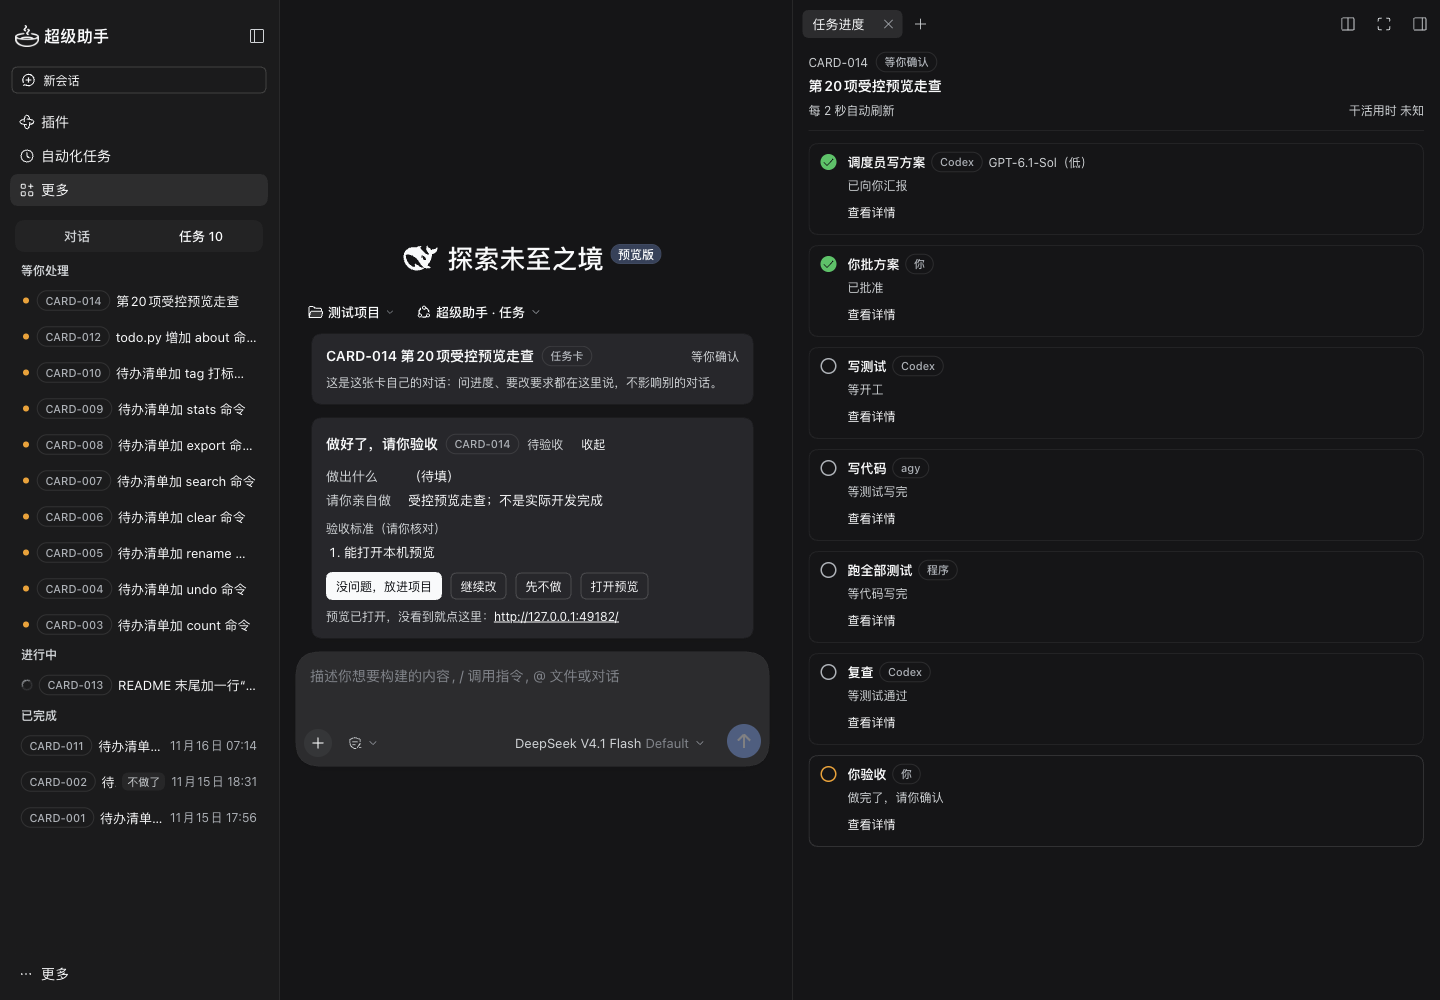 超级助手
新会话
插件
自动化任务
更多
对话
任务 10
等你处理
CARD-014 第20项受控预览走查
CARD-012 todo.py 增加 about 命...
CARD-010 待办清单加 tag 打标...
CARD-009 待办清单加 stats 命令
CARD-008 待办清单加 export 命...
CARD-007 待办清单加 search 命令
CARD-006 待办清单加 clear 命令
CARD-005 待办清单加 rename ...
CARD-004 待办清单加 undo 命令
CARD-003 待办清单加 count 命令
进行中
CARD-013 README 末尾加一行“...
已完成
CARD-011 待办清单... 11月16日 07:14
CARD-002 待 不做了 11月15日 18:31
CARD-001 待办清单... 11月15日 17:56
... 更多
探索未至之境 预览版
测试项目 超级助手 · 任务
CARD-014 第20项受控预览走查 任务卡 等你确认
这是这张卡自己的对话：问进度、要改要求都在这里说，不影响别的对话。
做好了，请你验收 CARD-014 待验收 收起
做出什么 （待填）
请你亲自做 受控预览走查；不是实际开发完成
验收标准（请你核对）
1. 能打开本机预览
没问题，放进项目 继续改 先不做 打开预览
预览已打开，没看到就点这里：http://127.0.0.1:49182/
描述你想要构建的内容, / 调用指令, @ 文件或对话
DeepSeek V4.1 Flash Default
任务进度
CARD-014 等你确认
第20项受控预览走查
每 2 秒自动刷新 干活用时 未知
调度员写方案 Codex GPT-6.1-Sol（低）
已向你汇报
查看详情
你批方案 你
已批准
查看详情
写测试 Codex
等开工
查看详情
写代码 agy
等测试写完
查看详情
跑全部测试 程序
等代码写完
查看详情
复查 Codex
等测试通过
查看详情
你验收 你
做完了，请你确认
查看详情